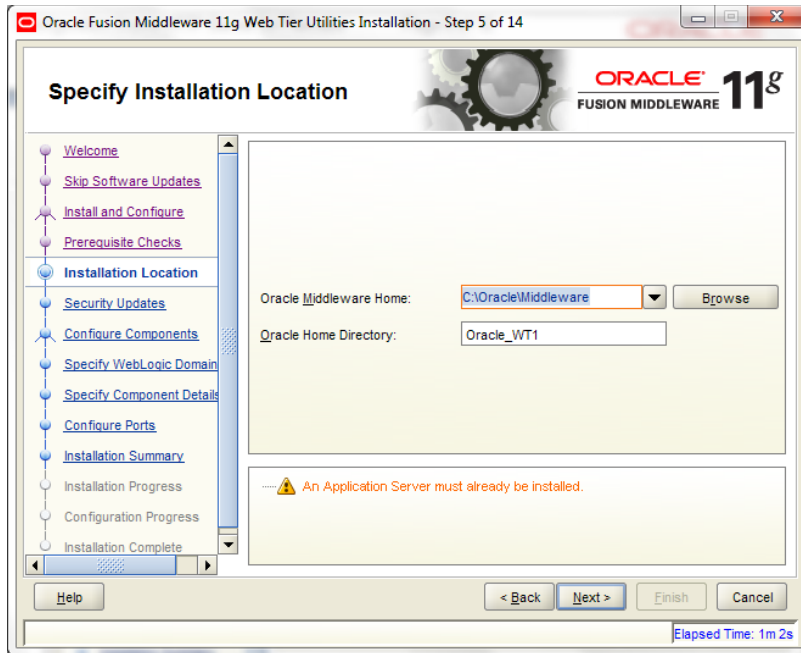 Oracle Fusion Middleware 11g Web Tier Utilities Installation - Step 5 of 14
Specify Installation Location
ORACLE
FUSION MIDDLEWARE 11g
Welcome
Skip Software Updates
Install and Configure
Prerequisite Checks
Installation Location
Security Updates
Configure Components
Specify WebLogic Domain
Specify Component Details
Configure Ports
Installation Summary
Installation Progress
Configuration Progress
Installation Complete
Oracle Middleware Home: C:\Oracle\Middleware Browse
Oracle Home Directory: Oracle_WT1
An Application Server must already be installed.
Help < Back Next > Finish Cancel
Elapsed Time: 1m 2s